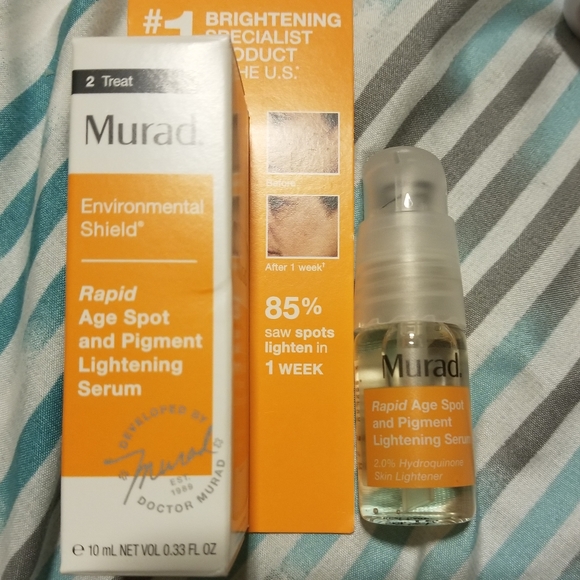 2 Treat
Murad.
Environmental
Shield®
Rapid
Age Spot
and Pigment
Lightening
Serum
DEVELOPED BY
Murad
EST.
1989
DOCTOR MURAD
℮ 10 mL NET VOL 0.33 FL OZ
#1 BRIGHTENING
SPECIALIST
PRODUCT
THE U.S.*
Before
After 1 week†
85%
saw spots
lighten in
1 WEEK
Murad.
Rapid Age Spot
and Pigment
Lightening Serum
2.0% Hydroquinone
Skin Lightener